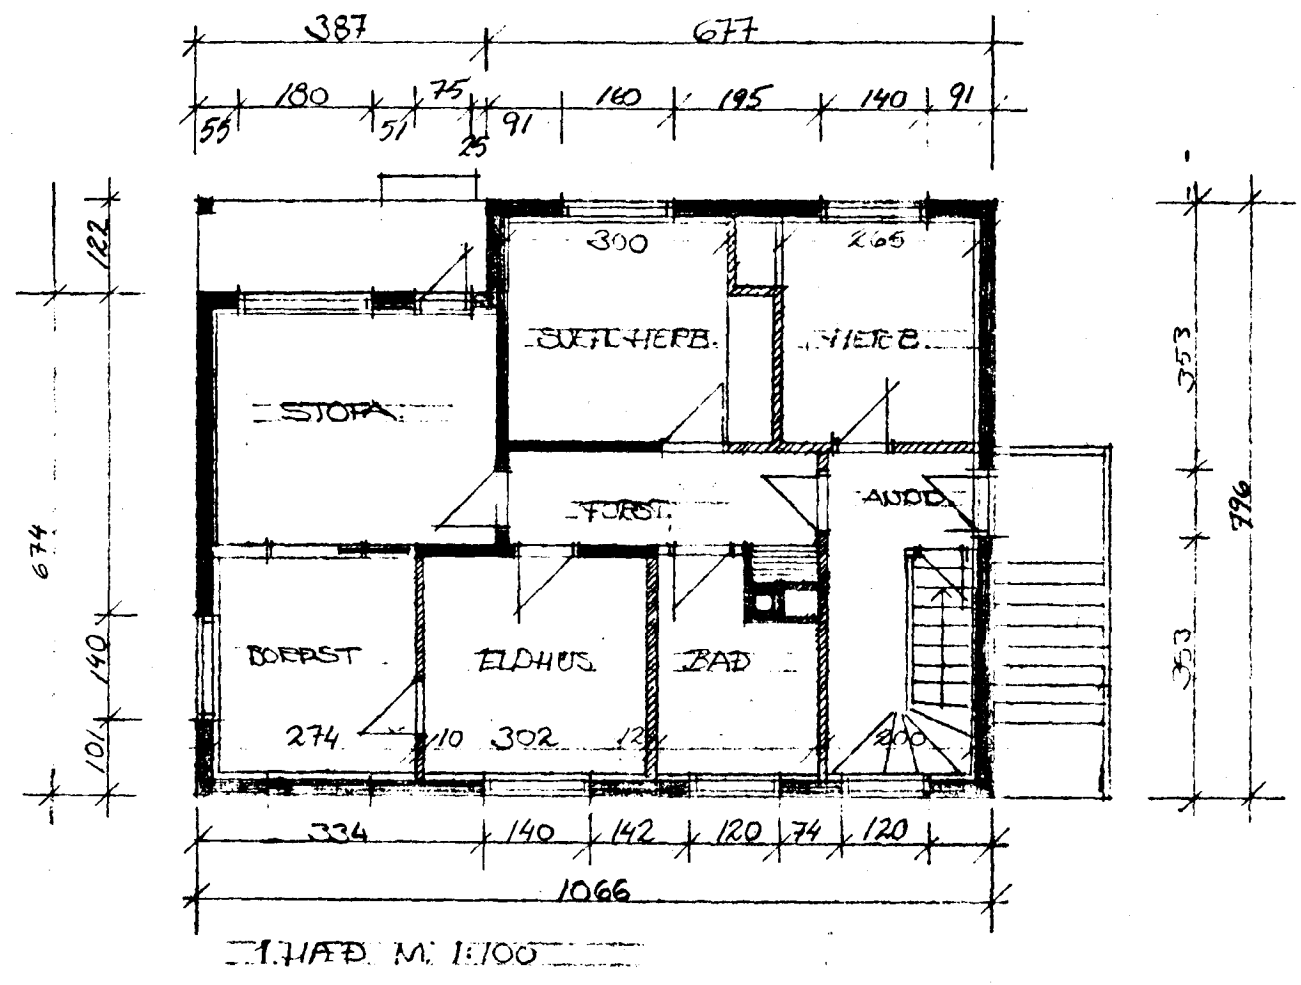 387 677
180 75 160 195 140 91
55 51 25 91
122
300 265
SVEFNHERB. HERB.
353
STOFA
FORST. ANDD.
796
674
BORÐST ELDHUS BAÐ
140 353
101
274 10 302 12 200
334 140 142 120 74 120
1066
1. HÆÐ M. 1:100